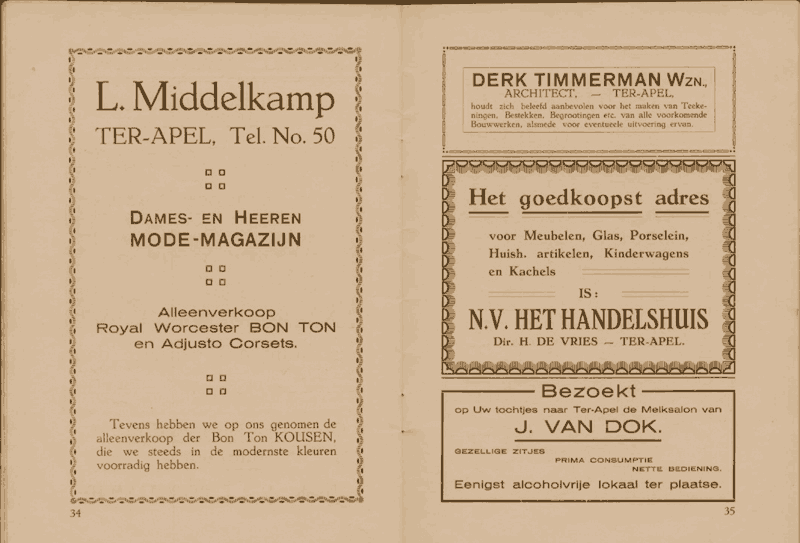 L. Middelkamp
TER-APEL, Tel. No. 50
DAMES- EN HEEREN
MODE-MAGAZIJN
Alleenverkoop
Royal Worcester BON TON
en Adjusto Corsets.
Tevens hebben we op ons genomen de
alleenverkoop der Bon Ton KOUSEN,
die we steeds in de modernste kleuren
voorradig hebben.
34
DERK TIMMERMAN WZN.,
ARCHITECT, — TER-APEL,
houdt zich beleefd aanbevolen voor het maken van Teeke-
ningen, Bestekken, Begrootingen etc. van alle voorkomende
Bouwwerken, alsmede voor eventueele uitvoering ervan.
Het goedkoopst adres
voor Meubelen, Glas, Porselein,
Huish. artikelen, Kinderwagens
en Kachels
IS:
N.V. HET HANDELSHUIS
Dir. H. DE VRIES — TER-APEL.
Bezoekt
op Uw tochtjes naar Ter-Apel de Melksalon van
J. VAN DOK.
GEZELLIGE ZITJES
PRIMA CONSUMPTIE
NETTE BEDIENING.
Eenigst alcoholvrije lokaal ter plaatse.
35